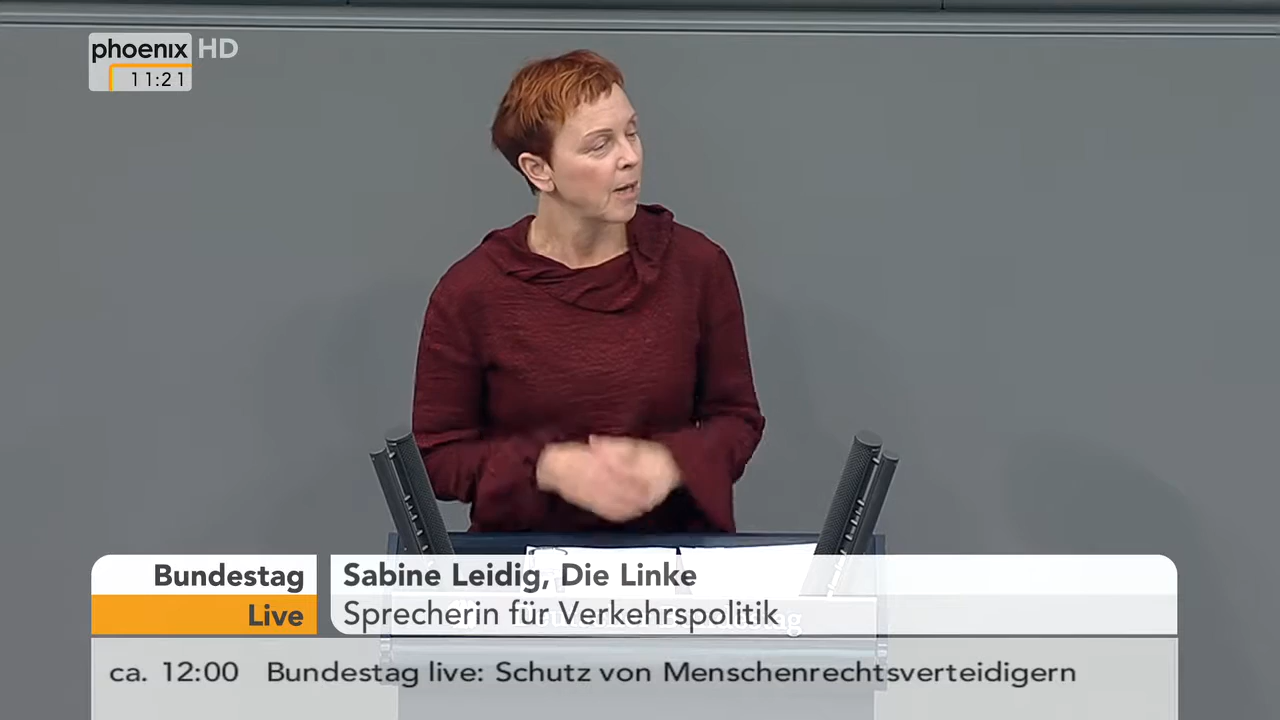 phoenix HD
11:21
Bundestag
Live
Sabine Leidig, Die Linke
Sprecherin für Verkehrspolitik
ca. 12:00 Bundestag live: Schutz von Menschenrechtsverteidigern